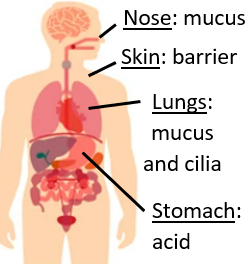 Nose: mucus
Skin: barrier
Lungs:
mucus
and cilia
Stomach:
acid